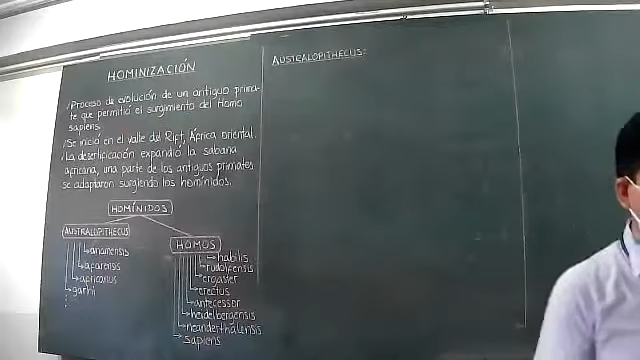 HOMINIZACIÓN
/Proceso de evolución de un antiguo prima-
te que permitió el surgimiento del Homo
sapiens.
/Se inició en el valle del Rift, África oriental.
/La desertificación expandió la sabana
africana, una parte de los antiguos primates
se adaptaron surgiendo los homínidos.
HOMÍNIDOS
AUSTRALOPITHECUS
→anamensis
→afarensis
→africanus
→garhi
HOMOS
→habilis
→rudolfensis
→ergaster
→erectus
→antecessor
→heidelbergensis
→neanderthalensis
→sapiens
AUSTRALOPITHECUS: